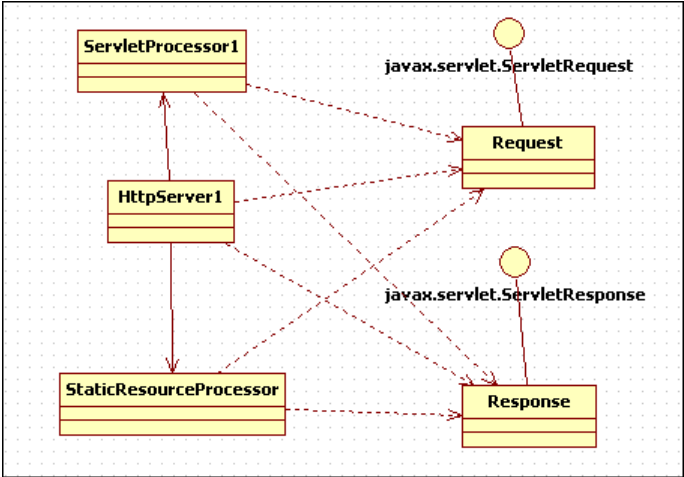 ServletProcessor1
javax.servlet.ServletRequest
Request
HttpServer1
javax.servlet.ServletResponse
StaticResourceProcessor
Response